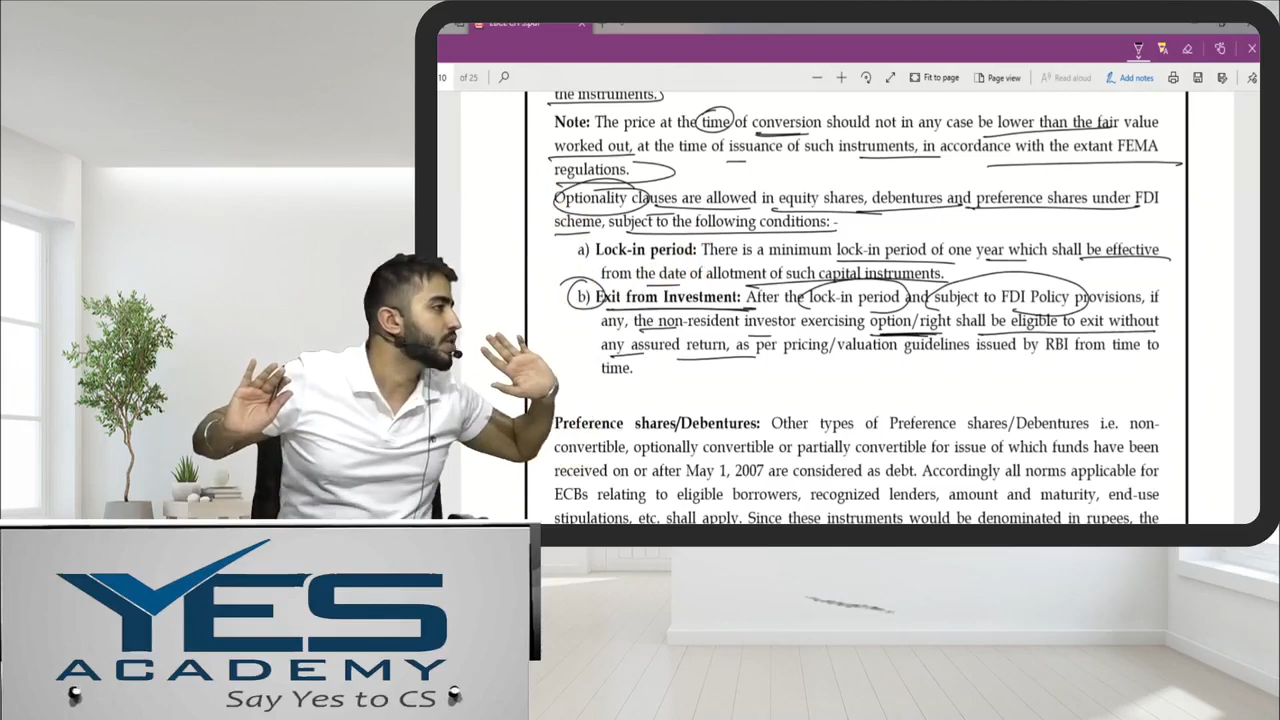 10 of 25
Fit to page
Page view
Read aloud
Add notes
the instruments.
Note: The price at the time of conversion should not in any case be lower than the fair value
worked out, at the time of issuance of such instruments, in accordance with the extant FEMA
regulations.
Optionality clauses are allowed in equity shares, debentures and preference shares under FDI
scheme, subject to the following conditions: -
a) Lock-in period: There is a minimum lock-in period of one year which shall be effective
from the date of allotment of such capital instruments.
b) Exit from Investment: After the lock-in period and subject to FDI Policy provisions, if
any, the non-resident investor exercising option/right shall be eligible to exit without
any assured return, as per pricing/valuation guidelines issued by RBI from time to
time.
Preference shares/Debentures: Other types of Preference shares/Debentures i.e. non-
convertible, optionally convertible or partially convertible for issue of which funds have been
received on or after May 1, 2007 are considered as debt. Accordingly all norms applicable for
ECBs relating to eligible borrowers, recognized lenders, amount and maturity, end-use
stipulations, etc. shall apply. Since these instruments would be denominated in rupees, the
YES
ACADEMY
Say Yes to CS